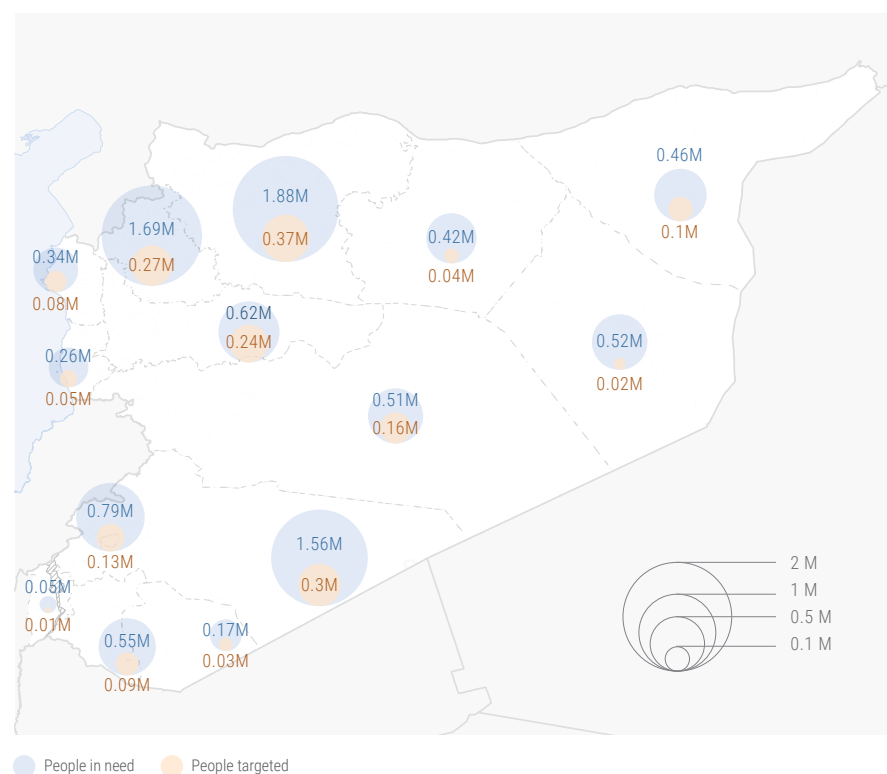 0.46M
0.1M
1.88M
0.37M
1.69M
0.27M
0.42M
0.04M
0.34M
0.08M
0.62M
0.24M
0.52M
0.02M
0.26M
0.05M
0.51M
0.16M
0.79M
0.13M
1.56M
0.3M
0.05M
0.01M
0.55M
0.09M
0.17M
0.03M
2 M
1 M
0.5 M
0.1 M
People in need
People targeted